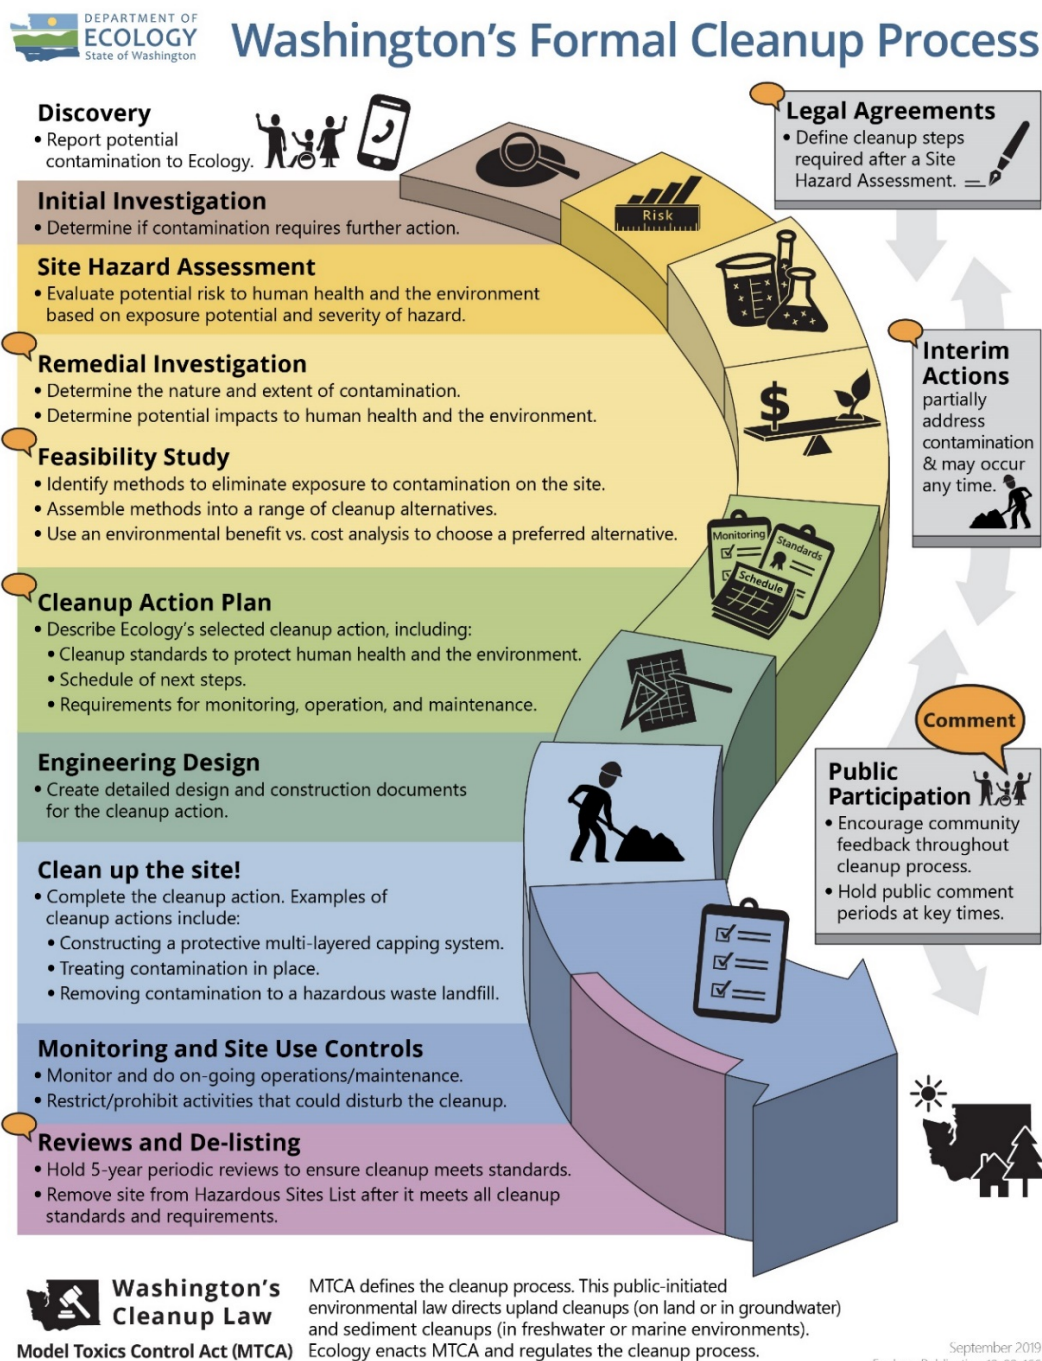 DEPARTMENT OF
ECOLOGY
State of Washington
Washington's Formal Cleanup Process
Discovery
• Report potential
contamination to Ecology.
Initial Investigation
• Determine if contamination requires further action.
Site Hazard Assessment
• Evaluate potential risk to human health and the environment
based on exposure potential and severity of hazard.
Remedial Investigation
• Determine the nature and extent of contamination.
• Determine potential impacts to human health and the environment.
Feasibility Study
• Identify methods to eliminate exposure to contamination on the site.
• Assemble methods into a range of cleanup alternatives.
• Use an environmental benefit vs. cost analysis to choose a preferred alternative.
Cleanup Action Plan
• Describe Ecology's selected cleanup action, including:
• Cleanup standards to protect human health and the environment.
• Schedule of next steps.
• Requirements for monitoring, operation, and maintenance.
Engineering Design
• Create detailed design and construction documents
for the cleanup action.
Clean up the site!
• Complete the cleanup action. Examples of
cleanup actions include:
• Constructing a protective multi-layered capping system.
• Treating contamination in place.
• Removing contamination to a hazardous waste landfill.
Monitoring and Site Use Controls
• Monitor and do on-going operations/maintenance.
• Restrict/prohibit activities that could disturb the cleanup.
Reviews and De-listing
• Hold 5-year periodic reviews to ensure cleanup meets standards.
• Remove site from Hazardous Sites List after it meets all cleanup
standards and requirements.
Risk
$
Monitoring
Standards
Schedule
Legal Agreements
• Define cleanup steps
required after a Site
Hazard Assessment.
Interim
Actions
partially
address
contamination
& may occur
any time.
Comment
Public
Participation
• Encourage community
feedback throughout
cleanup process.
• Hold public comment
periods at key times.
Washington's
Cleanup Law
Model Toxics Control Act (MTCA)
MTCA defines the cleanup process. This public-initiated
environmental law directs upland cleanups (on land or in groundwater)
and sediment cleanups (in freshwater or marine environments).
Ecology enacts MTCA and regulates the cleanup process.
September 2019